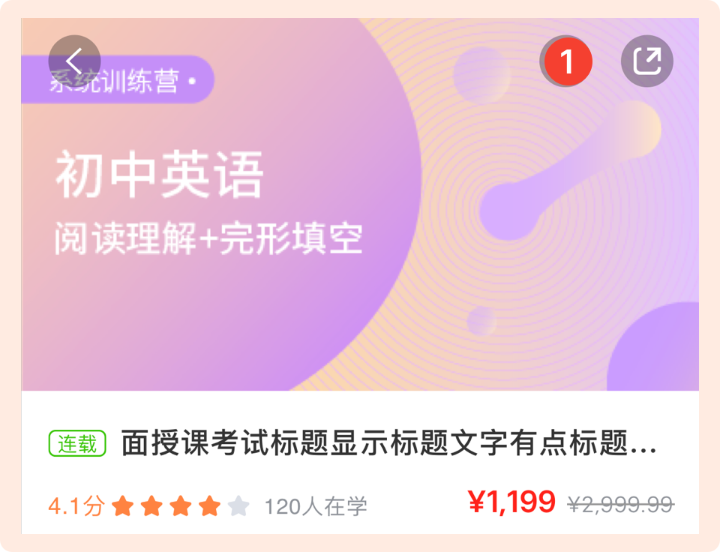 1
系统训练营•
初中英语
阅读理解+完形填空
连载 面授课考试标题显示标题文字有点标题...
4.1分 120人在学 ¥1,199 ¥2,999.99